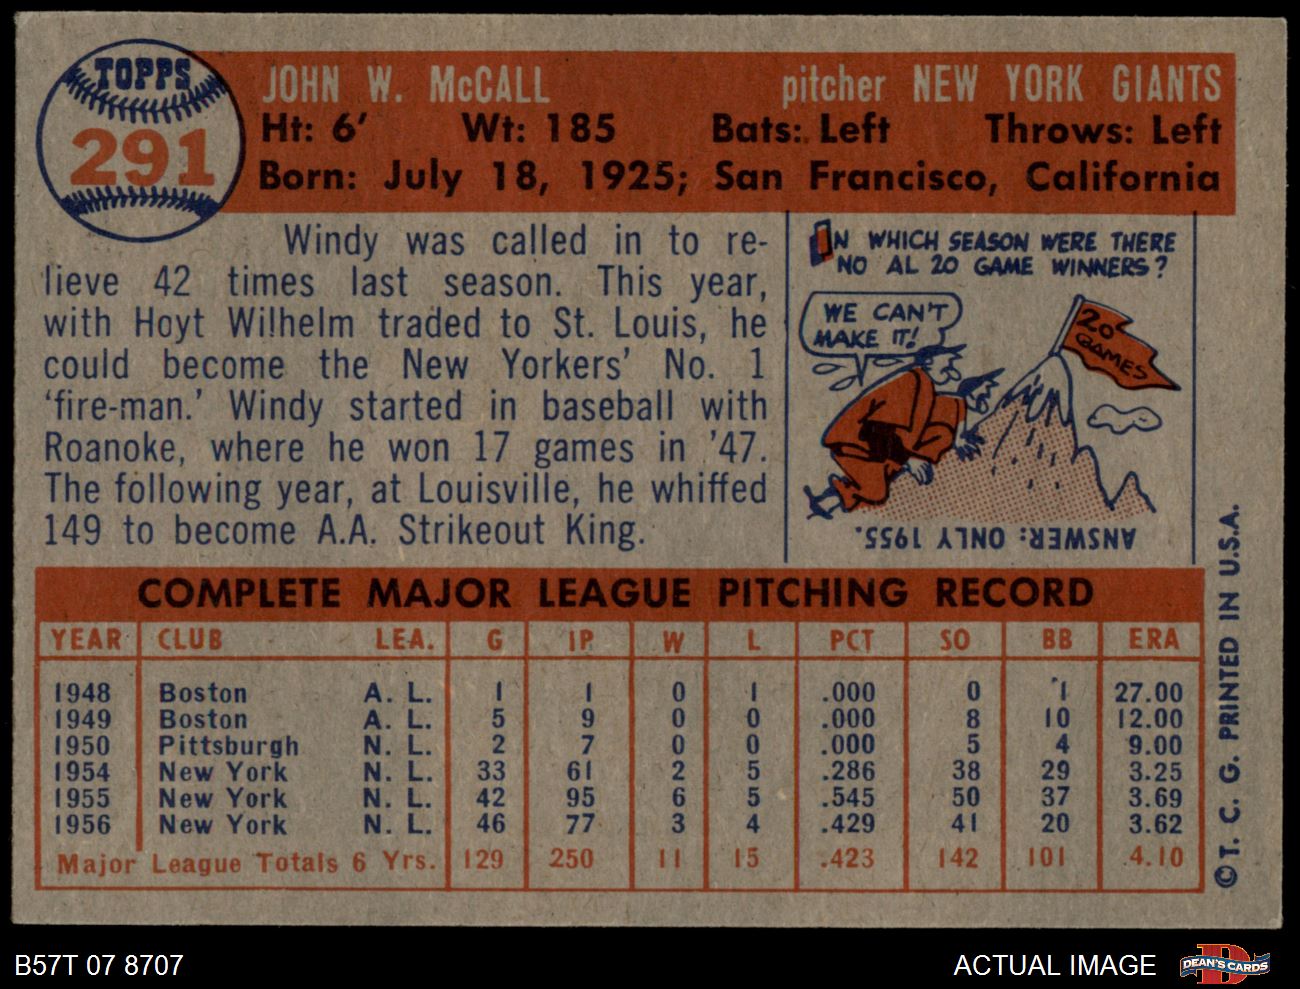 TOPPS
291
JOHN W. McCALL pitcher NEW YORK GIANTS
Ht: 6' Wt: 185 Bats: Left Throws: Left
Born: July 18, 1925; San Francisco, California
Windy was called in to re-
lieve 42 times last season. This year,
with Hoyt Wilhelm traded to St. Louis, he
could become the New Yorkers' No. 1
'fire-man.' Windy started in baseball with
Roanoke, where he won 17 games in '47.
The following year, at Louisville, he whiffed
149 to become A.A. Strikeout King.
IN WHICH SEASON WERE THERE
NO AL 20 GAME WINNERS?
WE CAN'T
MAKE IT!
20
GAMES
ANSWER: ONLY 1955.
COMPLETE MAJOR LEAGUE PITCHING RECORD
YEAR CLUB LEA. G IP W L PCT SO BB ERA
1948 Boston A. L. 1 1 0 1 .000 0 1 27.00
1949 Boston A. L. 5 9 0 0 .000 8 10 12.00
1950 Pittsburgh N. L. 2 7 0 0 .000 5 4 9.00
1954 New York N. L. 33 61 2 5 .286 38 29 3.25
1955 New York N. L. 42 95 6 5 .545 50 37 3.69
1956 New York N. L. 46 77 3 4 .429 41 20 3.62
Major League Totals 6 Yrs. 129 250 11 15 .423 142 101 4.10
© T. C. G. PRINTED IN U.S.A.
B57T 07 8707
ACTUAL IMAGE
DEAN'S CARDS